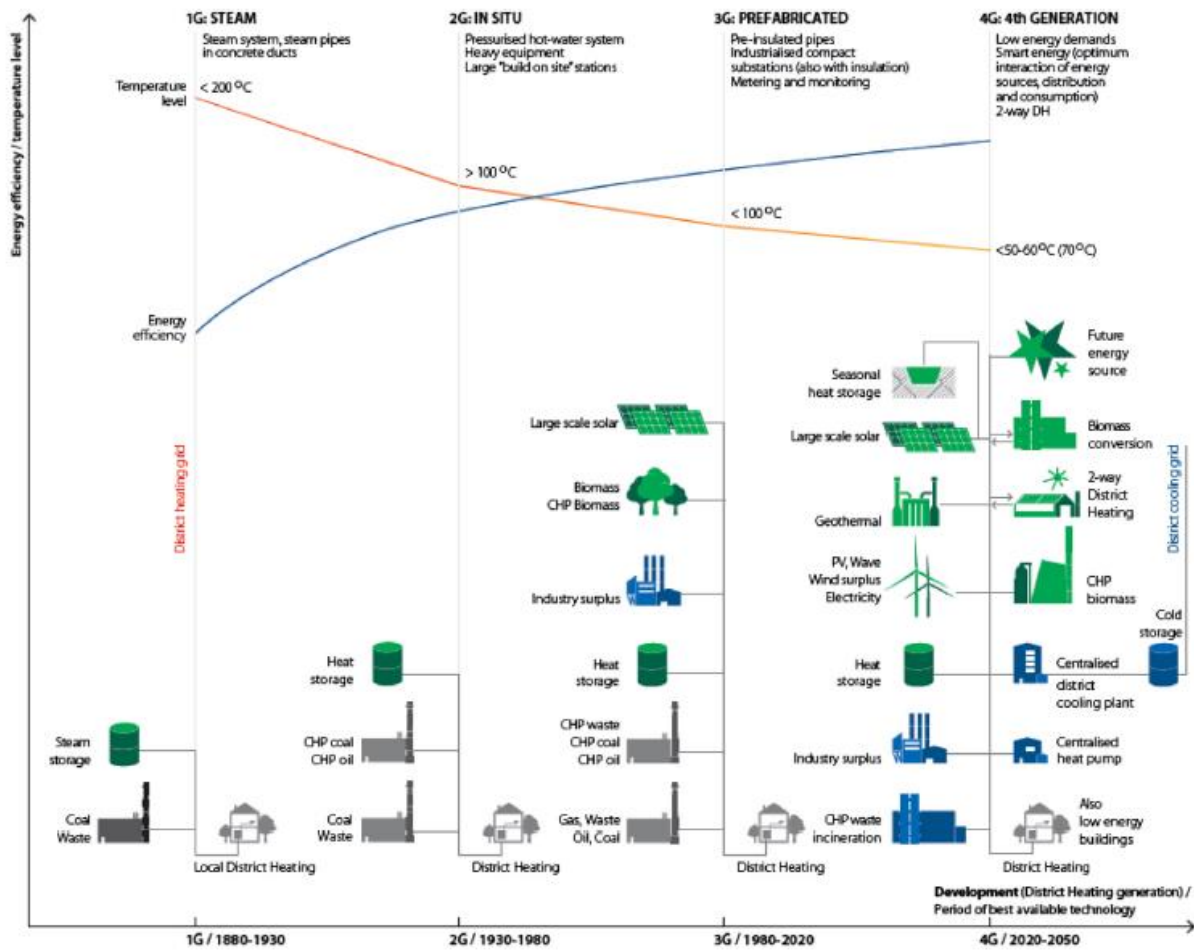 1G: STEAM
Steam system, steam pipes
in concrete ducts
2G: IN SITU
Pressurised hot-water system
Heavy equipment
Large "build on site" stations
3G: PREFABRICATED
Pre-insulated pipes
Industrialised compact
substations (also with insulation)
Metering and monitoring
4G: 4th GENERATION
Low energy demands
Smart energy (optimum
interaction of energy
sources, distribution
and consumption)
2-way DH
Energy efficiency / temperature level
Temperature
level
< 200 °C
> 100 °C
< 100 °C
<50-60°C (70°C)
Energy
efficiency
District heating grid
Steam
storage
Coal
Waste
Local District Heating
Heat
storage
CHP coal
CHP oil
Coal
Waste
District Heating
Large scale solar
Biomass
CHP Biomass
Industry surplus
Heat
storage
CHP waste
CHP coal
CHP oil
Gas, Waste
Oil, Coal
District Heating
Seasonal
heat storage
Large scale solar
Geothermal
PV, Wave
Wind surplus
Electricity
Heat
storage
Industry surplus
CHP waste
incineration
Future
energy
source
Biomass
conversion
2-way
District
Heating
CHP
biomass
Cold
storage
Centralised
district
cooling plant
Centralised
heat pump
Also
low energy
buildings
District Heating
District cooling grid
Development (District Heating generation) /
Period of best available technology
1G / 1880-1930
2G / 1930-1980
3G / 1980-2020
4G / 2020-2050